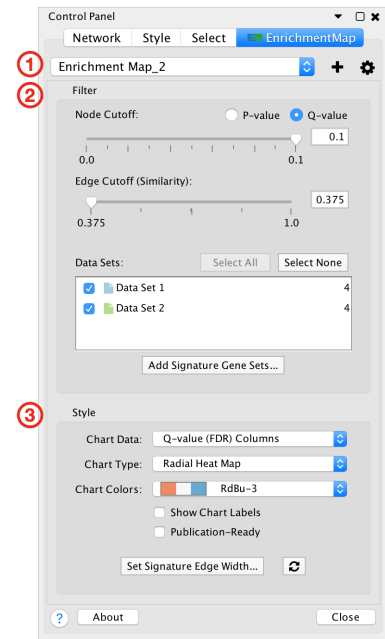 Control Panel
Network Style Select EnrichmentMap
1 Enrichment Map_2
2 Filter
Node Cutoff: P-value Q-value
0.1
0.0 0.1
Edge Cutoff (Similarity):
0.375
0.375 1.0
Data Sets: Select All Select None
Data Set 1 4
Data Set 2 4
Add Signature Gene Sets...
3 Style
Chart Data: Q-value (FDR) Columns
Chart Type: Radial Heat Map
Chart Colors: RdBu-3
Show Chart Labels
Publication-Ready
Set Signature Edge Width...
? About Close